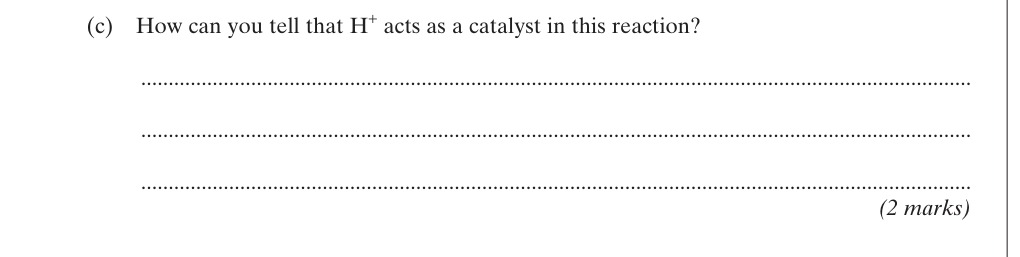 (c) How can you tell that H⁺ acts as a catalyst in this reaction?
(2 marks)